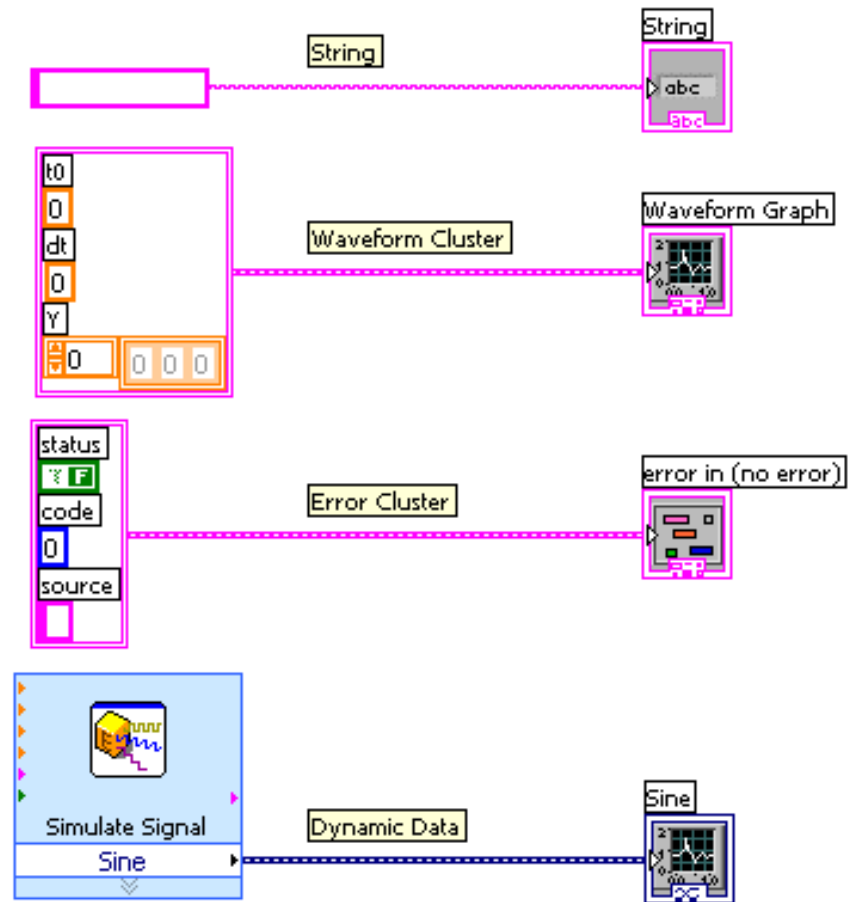 String
String
abc
abc
t0
0
dt
0
Y
0 0 0 0
Waveform Cluster
Waveform Graph
status
F
code
0
source
Error Cluster
error in (no error)
Simulate Signal
Sine
Dynamic Data
Sine